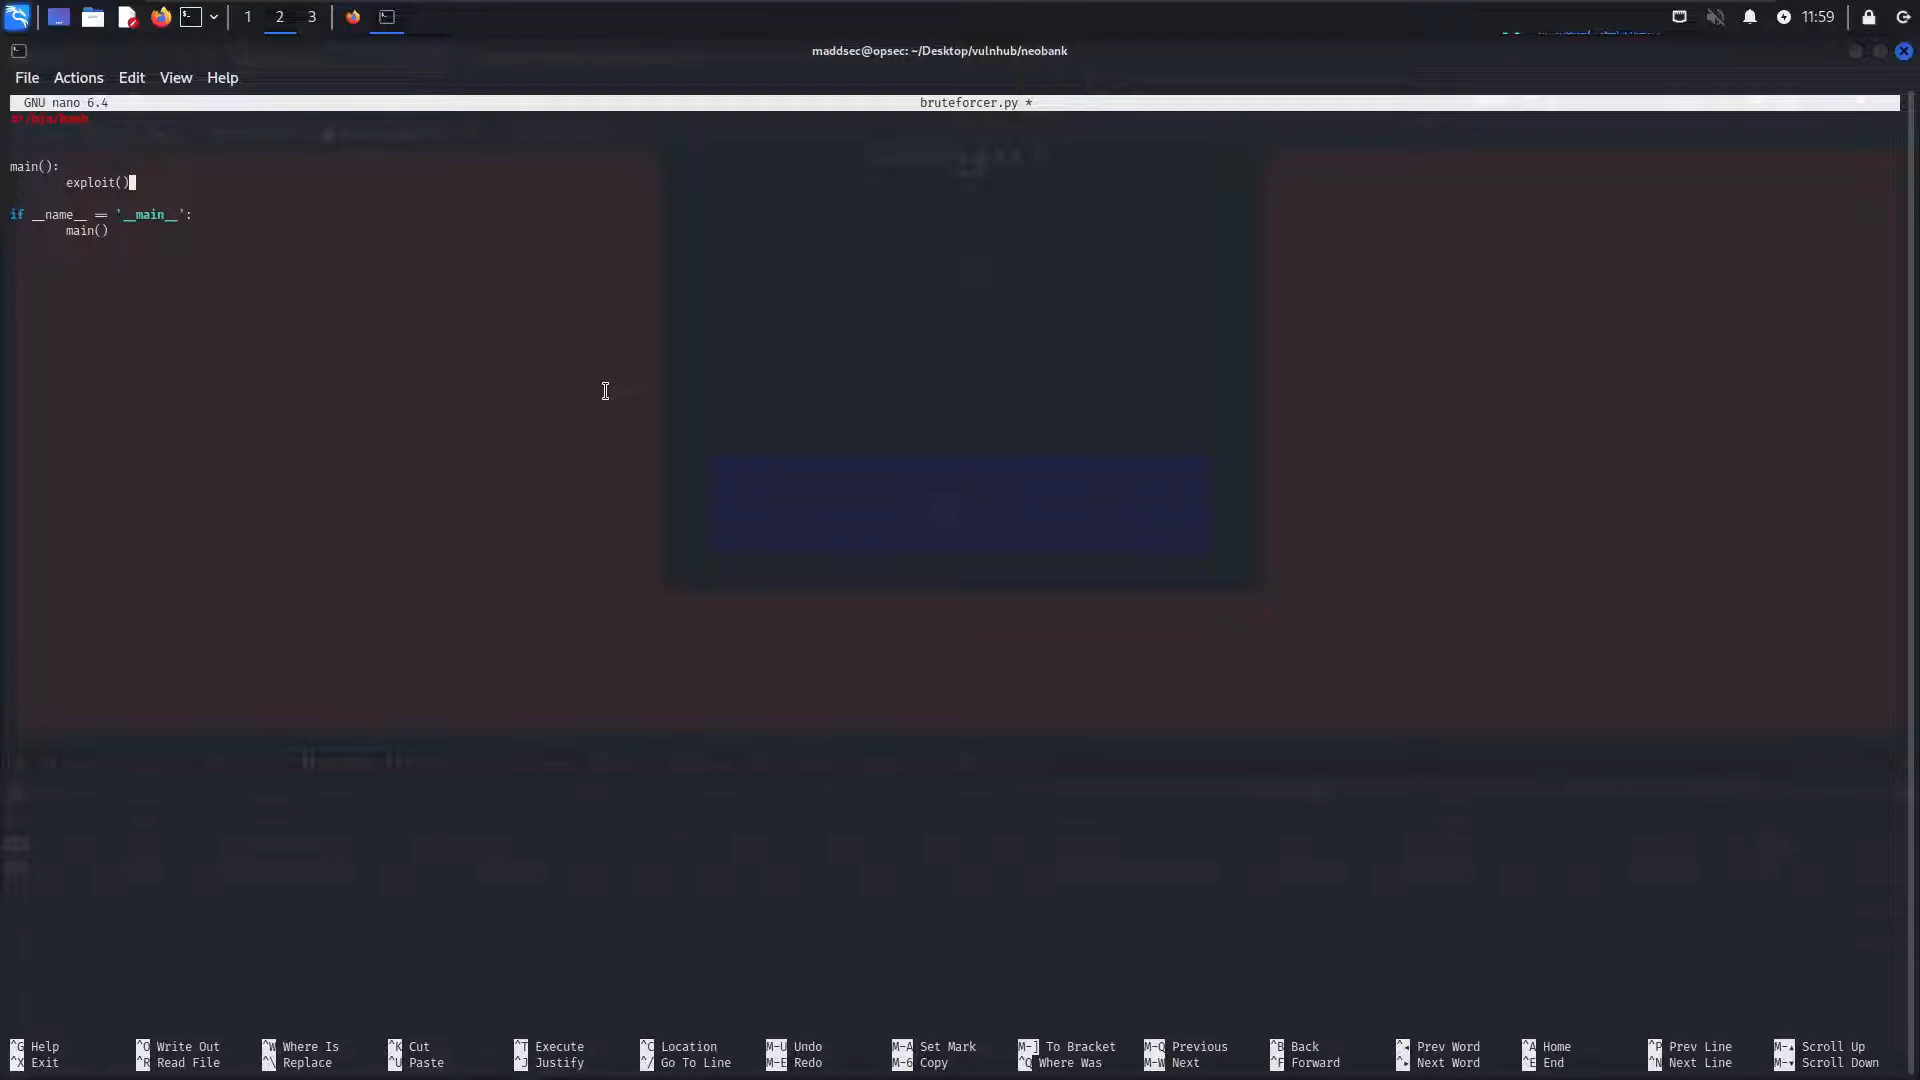 1 2 3 11:59
maddsec@opsec: ~/Desktop/vulnhub/neobank
File Actions Edit View Help
GNU nano 6.4 bruteforcer.py *
#!/bin/bash
main():
exploit()
if __name__ == '__main__':
main()
^G Help ^O Write Out ^W Where Is ^K Cut ^T Execute ^C Location M-U Undo M-A Set Mark M-] To Bracket M-Q Previous ^B Back ^◂ Prev Word ^A Home ^P Prev Line M-▴ Scroll Up
^X Exit ^R Read File ^\ Replace ^U Paste ^J Justify ^/ Go To Line M-E Redo M-6 Copy ^Q Where Was M-W Next ^F Forward ^▸ Next Word ^E End ^N Next Line M-▾ Scroll Down